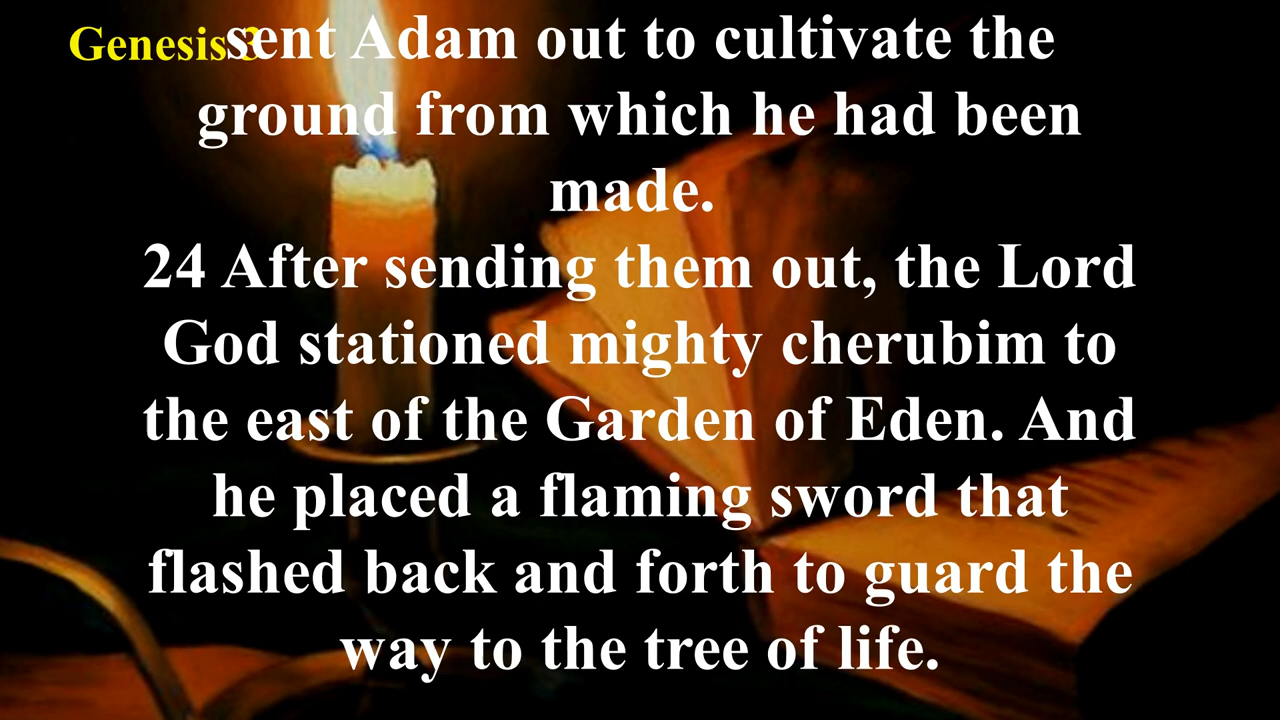 Genesis 3
sent Adam out to cultivate the
ground from which he had been
made.
24 After sending them out, the Lord
God stationed mighty cherubim to
the east of the Garden of Eden. And
he placed a flaming sword that
flashed back and forth to guard the
way to the tree of life.